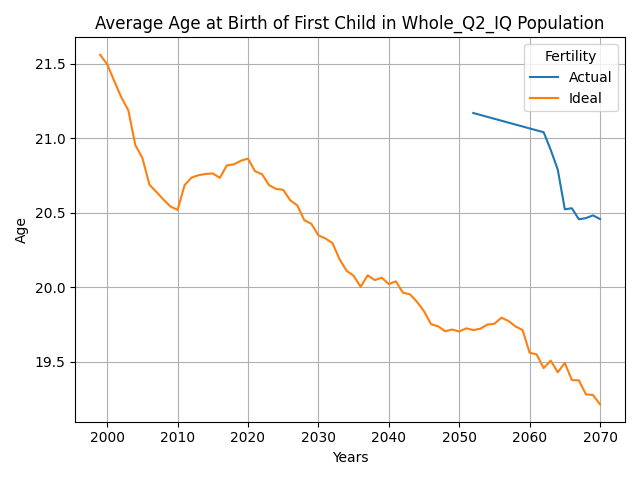 Average Age at Birth of First Child in Whole_Q2_IQ Population
Fertility
Actual
Ideal
21.5
21.0
20.5
20.0
19.5
Age
2000 2010 2020 2030 2040 2050 2060 2070
Years